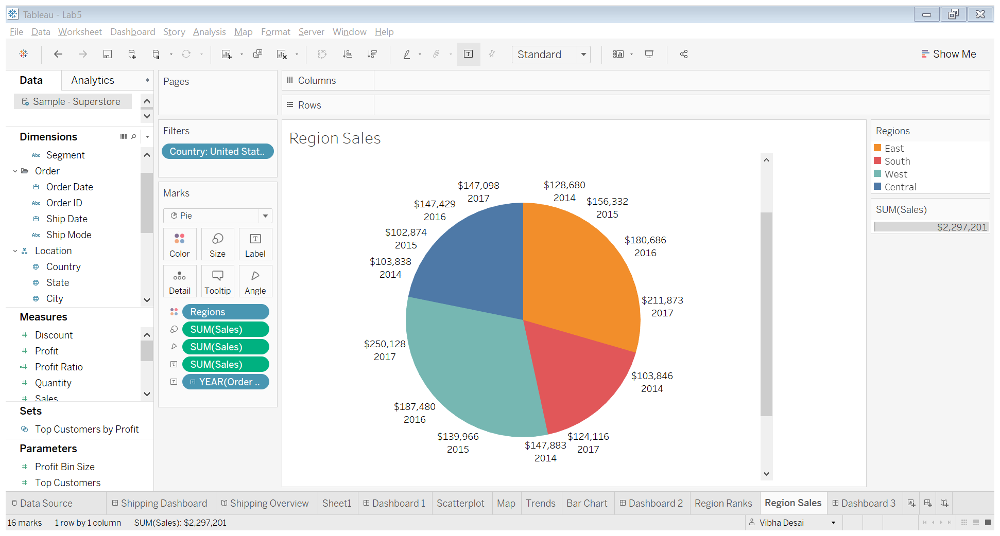 Tableau - Lab5
File Data Worksheet Dashboard Story Analysis Map Format Server Window Help
Standard
Show Me
Data
Analytics
Sample - Superstore
Dimensions
Abc Segment
Order
Order Date
Abc Order ID
Ship Date
Abc Ship Mode
Location
Country
State
City
Measures
# Discount
# Profit
=# Profit Ratio
# Quantity
# Sales
Sets
Top Customers by Profit
Parameters
# Profit Bin Size
# Top Customers
Pages
Filters
Country: United Stat..
Marks
Pie
Color
Size
Label
Detail
Tooltip
Angle
Regions
SUM(Sales)
SUM(Sales)
SUM(Sales)
YEAR(Order ..
Columns
Rows
Region Sales
$147,098
2017
$128,680
2014
$147,429
2016
$156,332
2015
$102,874
2015
$180,686
2016
$103,838
2014
$211,873
2017
$250,128
2017
$103,846
2014
$187,480
2016
$139,966
2015
$147,883
2014
$124,116
2017
Regions
East
South
West
Central
SUM(Sales)
$2,297,201
Data Source
Shipping Dashboard
Shipping Overview
Sheet1
Dashboard 1
Scatterplot
Map
Trends
Bar Chart
Dashboard 2
Region Ranks
Region Sales
Dashboard 3
16 marks 1 row by 1 column SUM(Sales): $2,297,201
Vibha Desai